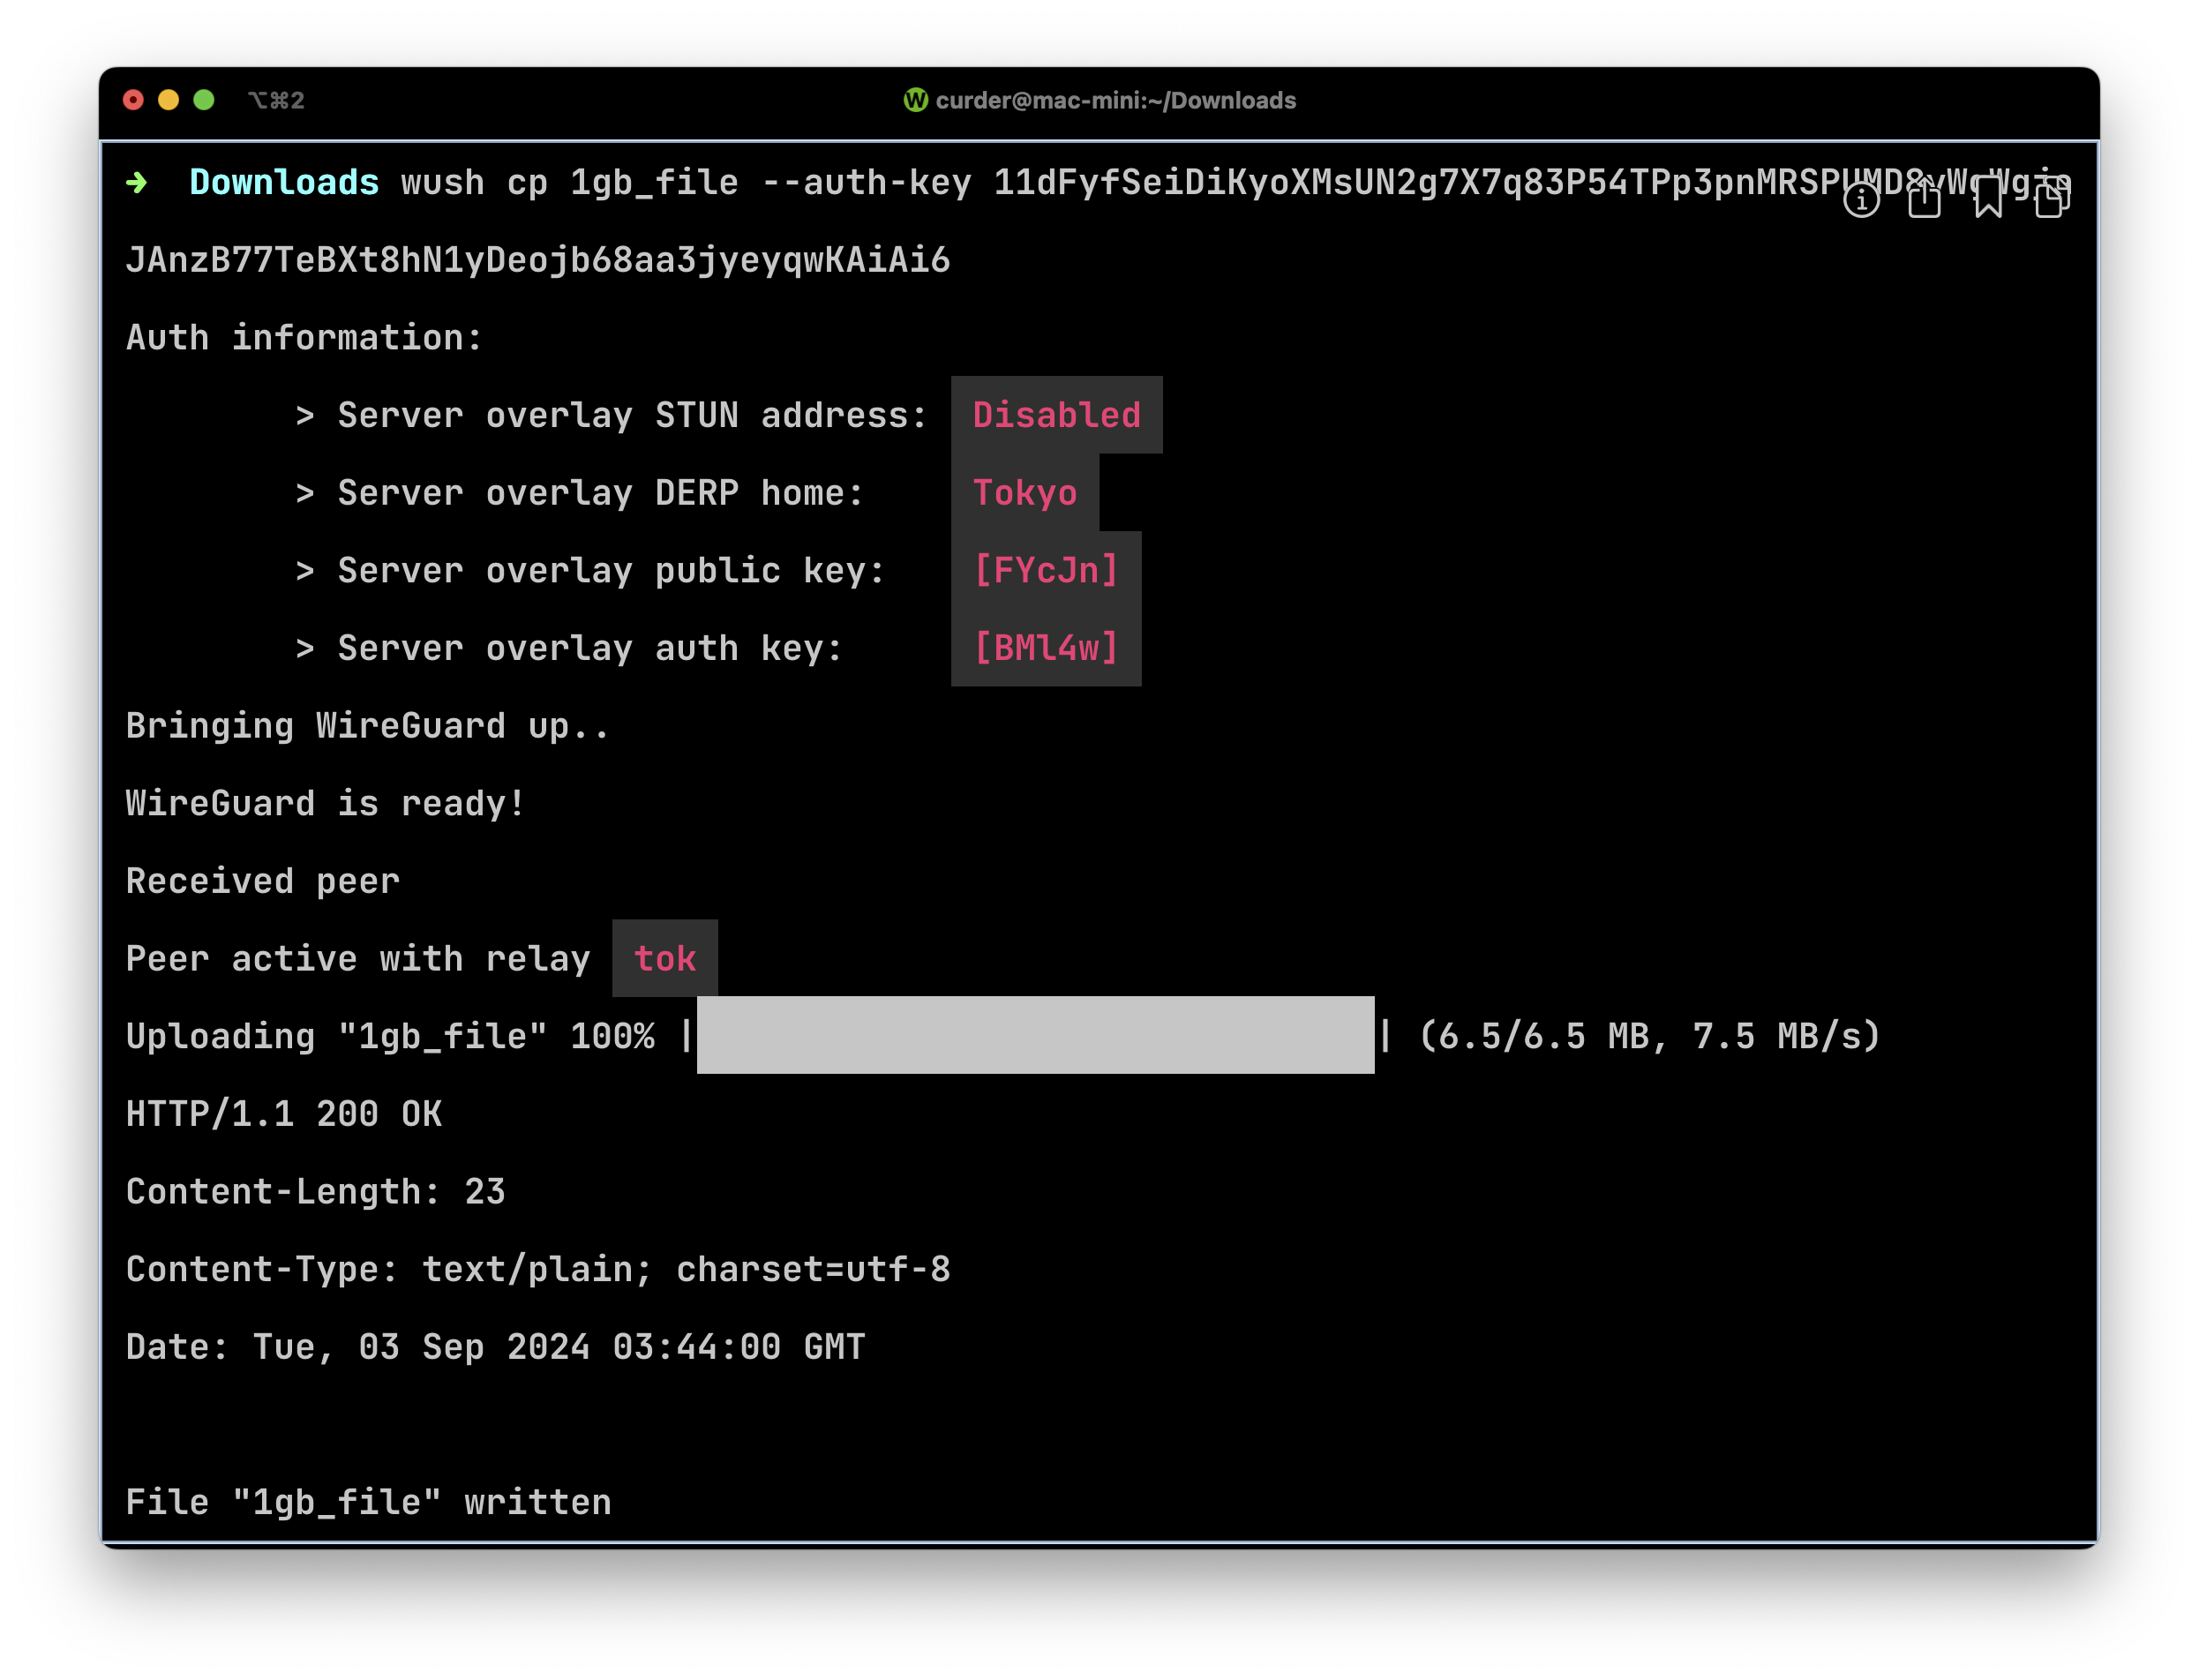 ⌥⌘2
curder@mac-mini:~/Downloads
➜ Downloads wush cp 1gb_file --auth-key
JAnzB77TeBXt8hN1yDeojb68aa3jyeyqwKAiAi6
Auth information:
> Server overlay STUN address: Disabled
> Server overlay DERP home: Tokyo
> Server overlay public key: [FYcJn]
> Server overlay auth key: [BMl4w]
Bringing WireGuard up..
WireGuard is ready!
Received peer
Peer active with relay tok
Uploading "1gb_file" 100% | | (6.5/6.5 MB, 7.5 MB/s)
HTTP/1.1 200 OK
Content-Length: 23
Content-Type: text/plain; charset=utf-8
Date: Tue, 03 Sep 2024 03:44:00 GMT
File "1gb_file" written